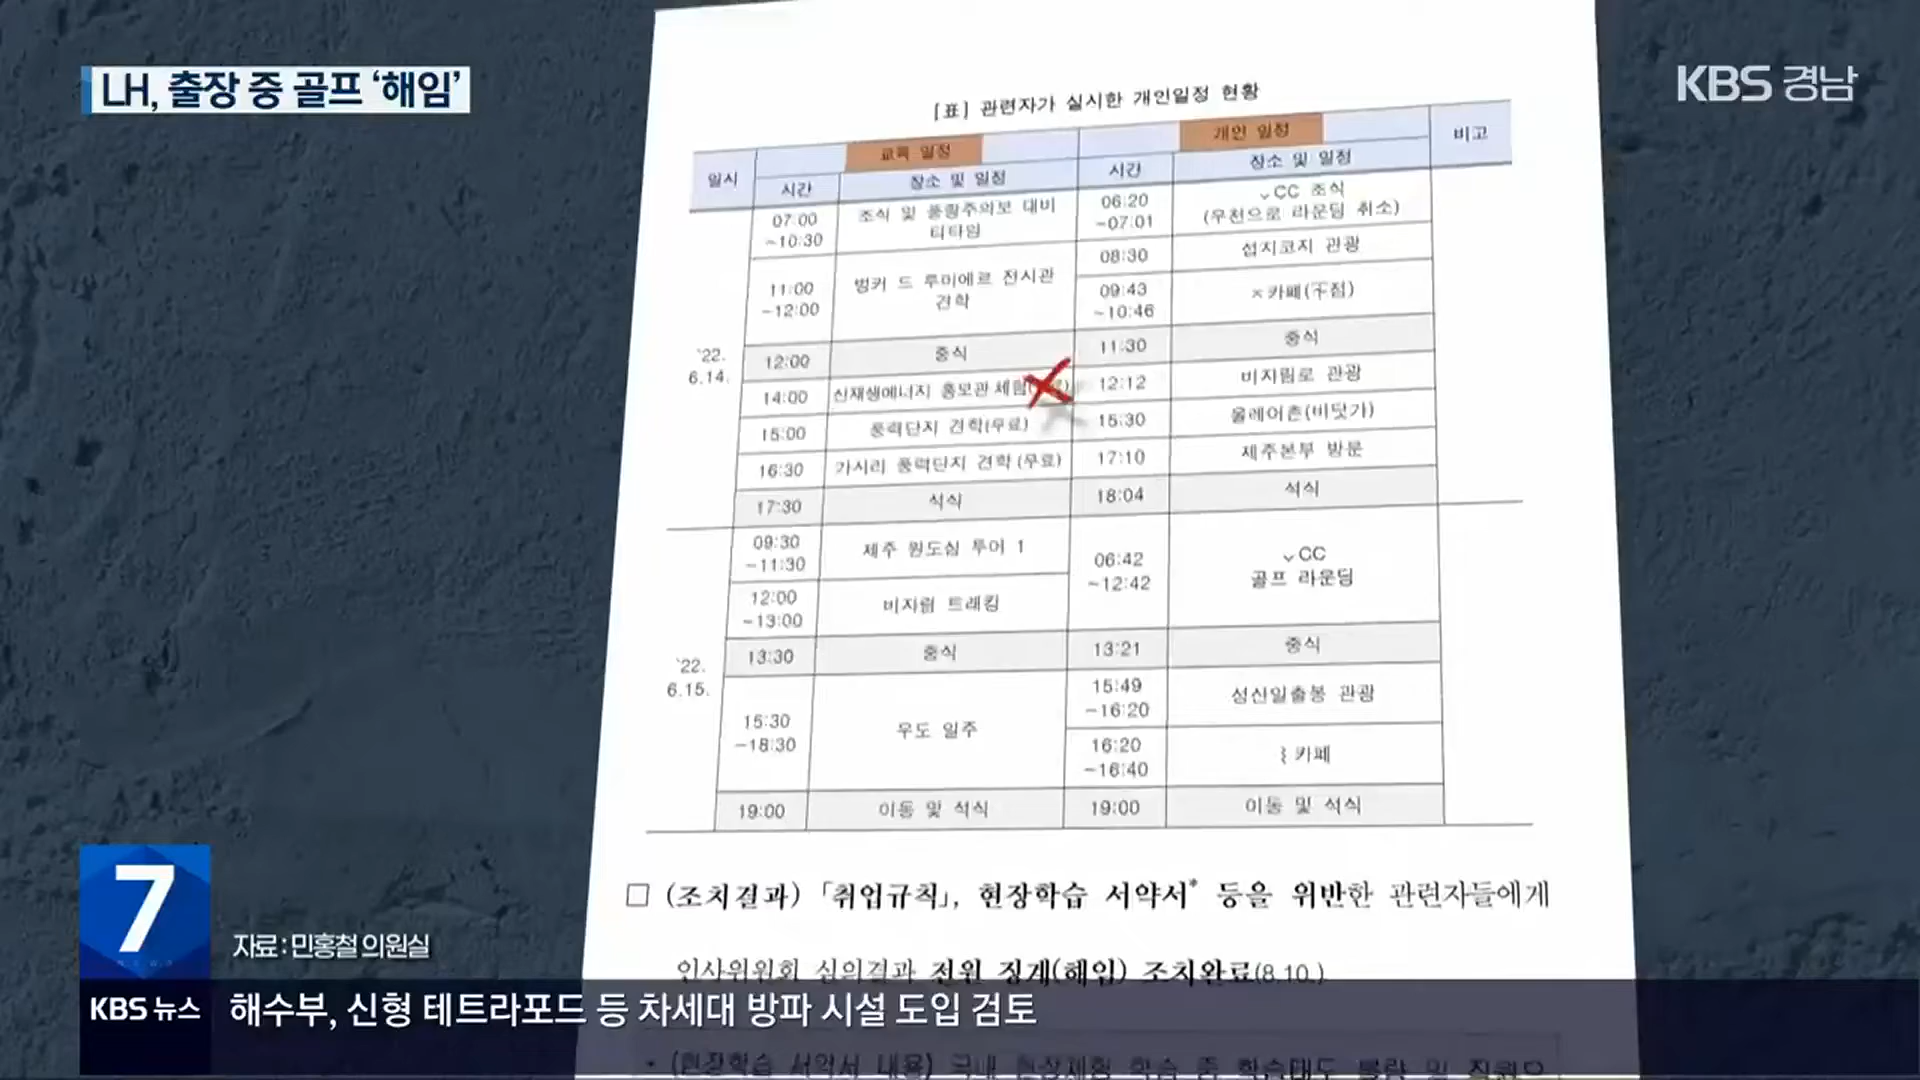 LH, 출장 중 골프 ‘해임’
KBS 경남
[표] 관련자가 실시한 개인일정 현황
일시 교육 일정 개인 일정 비고
시간 장소 및 일정 시간 장소 및 일정
'22. 6.14.
07:00 ~10:30 조식 및 풍랑주의보 대비 티타임
11:00 ~12:00 벙커 드 루미에르 전시관 견학
12:00 중식
14:00 신재생에너지 홍보관 체험
15:00 풍력단지 견학(무료)
16:30 가시리 풍력단지 견학(무료)
17:30 석식
06:20 ~07:01 CC 조식 (우천으로 라운딩 취소)
08:30 섭지코지 관광
09:43 ~10:46 카페
11:30 중식
12:12 비자림로 관광
15:30 올레어촌(바닷가)
17:10 제주본부 방문
18:04 석식
'22. 6.15.
09:30 ~11:30 제주 원도심 투어 1
12:00 ~13:00 비자림 트래킹
13:30 중식
15:30 ~18:30 우도 일주
19:00 이동 및 석식
06:42 ~12:42 CC 골프 라운딩
13:21 중식
15:49 ~16:20 성산일출봉 관광
16:20 ~16:40 카페
19:00 이동 및 석식
□ (조치결과) 「취업규칙」, 현장학습 서약서* 등을 위반한 관련자들에게
인사위원회 심의결과 전원 징계(해임) 조치완료(8.10.)
7
자료 : 민홍철 의원실
KBS 뉴스 해수부, 신형 테트라포드 등 차세대 방파 시설 도입 검토